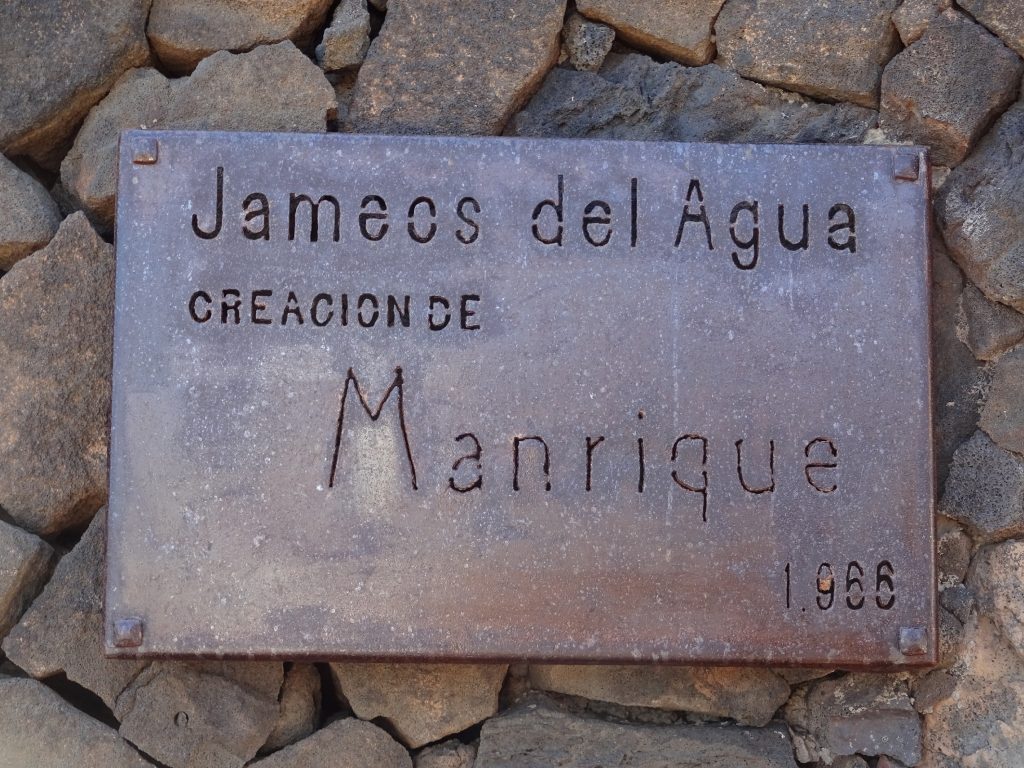 Jameos del Agua
CREACION DE
Manrique
1.966